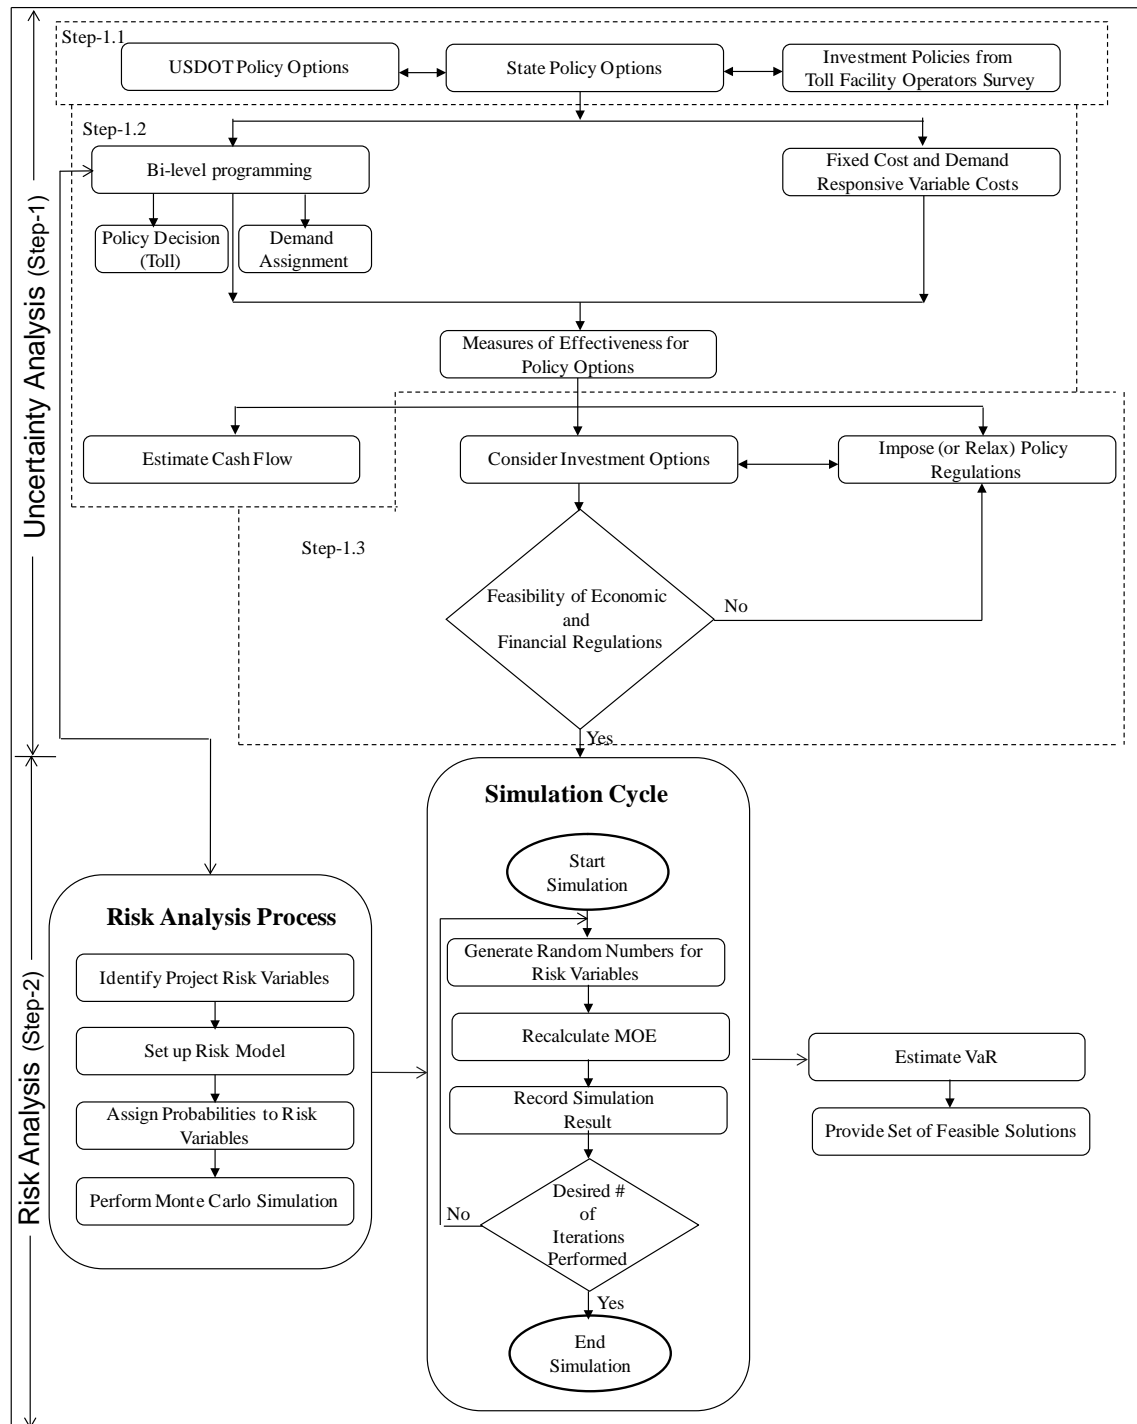 Step-1.1
USDOT Policy Options
State Policy Options
Investment Policies from
Toll Facility Operators Survey
Step-1.2
Bi-level programming
Fixed Cost and Demand
Responsive Variable Costs
Policy Decision
(Toll)
Demand
Assignment
Measures of Effectiveness for
Policy Options
Estimate Cash Flow
Consider Investment Options
Impose (or Relax) Policy
Regulations
Step-1.3
Feasibility of Economic
and
Financial Regulations
No
Yes
Uncertainty Analysis (Step-1)
Risk Analysis (Step-2)
Risk Analysis Process
Identify Project Risk Variables
Set up Risk Model
Assign Probabilities to Risk
Variables
Perform Monte Carlo Simulation
Simulation Cycle
Start
Simulation
Generate Random Numbers for
Risk Variables
Recalculate MOE
Record Simulation
Result
Desired #
of
Iterations
Performed
No
Yes
End
Simulation
Estimate VaR
Provide Set of Feasible Solutions